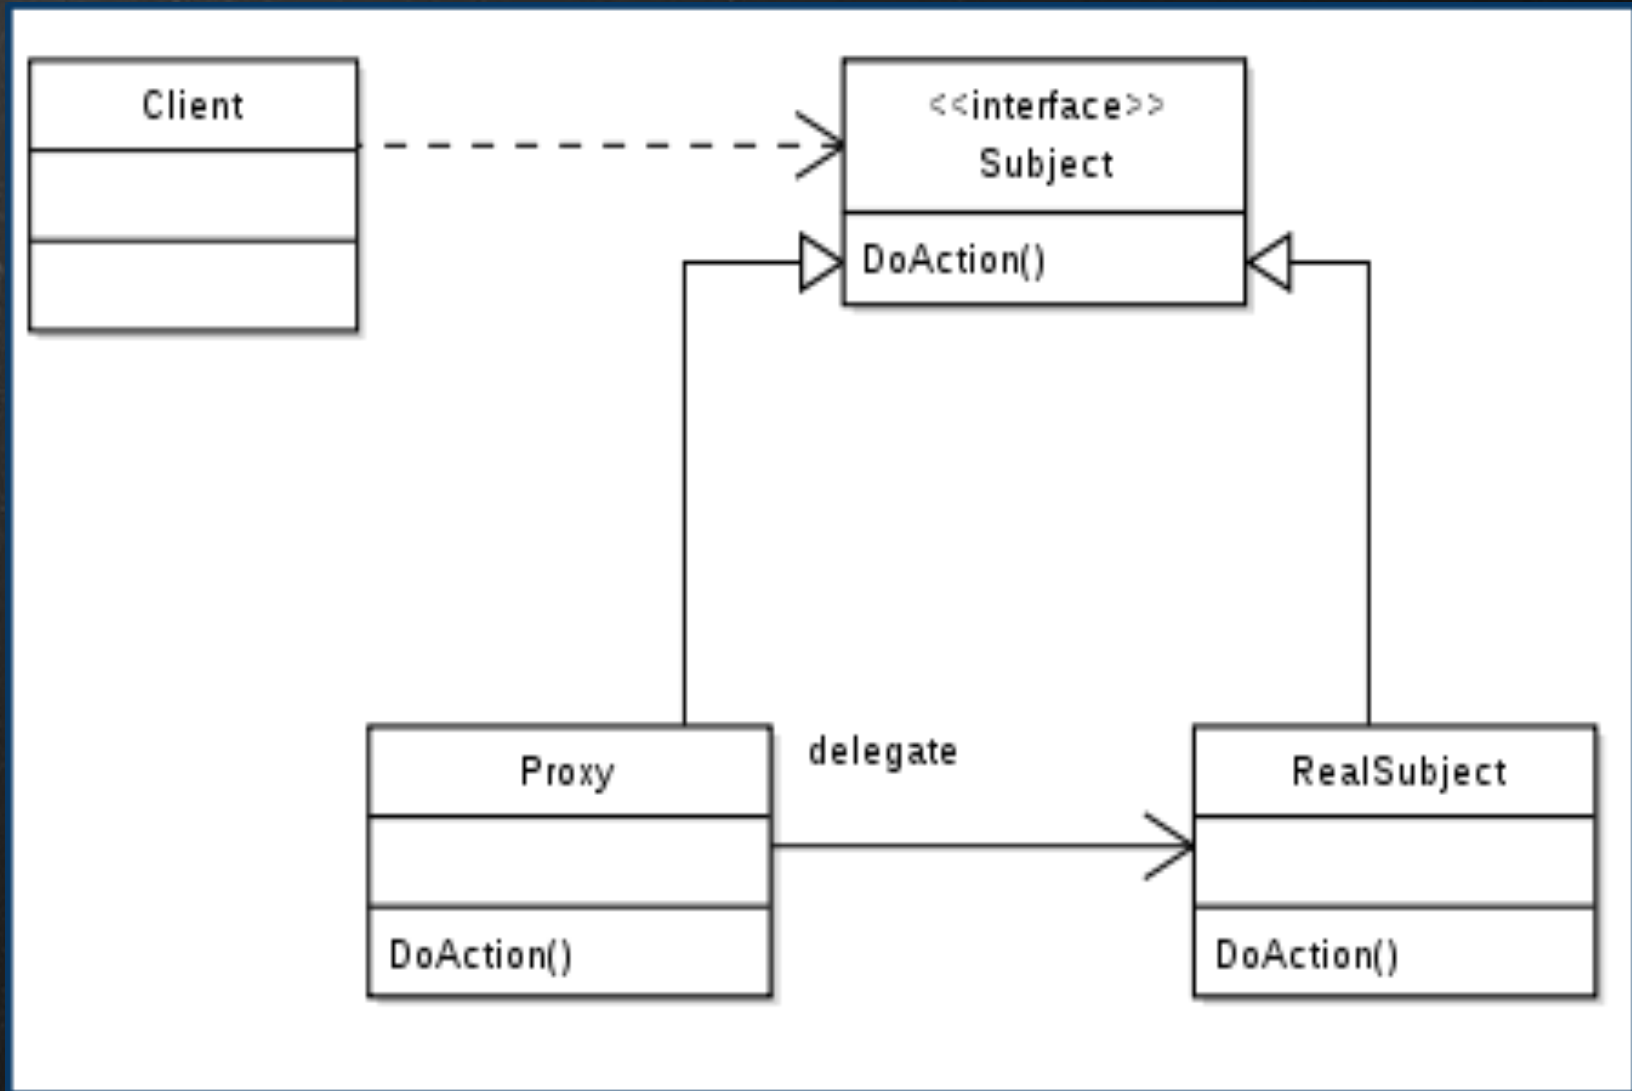 Client
<<interface>>
Subject
DoAction()
delegate
Proxy
RealSubject
DoAction()
DoAction()